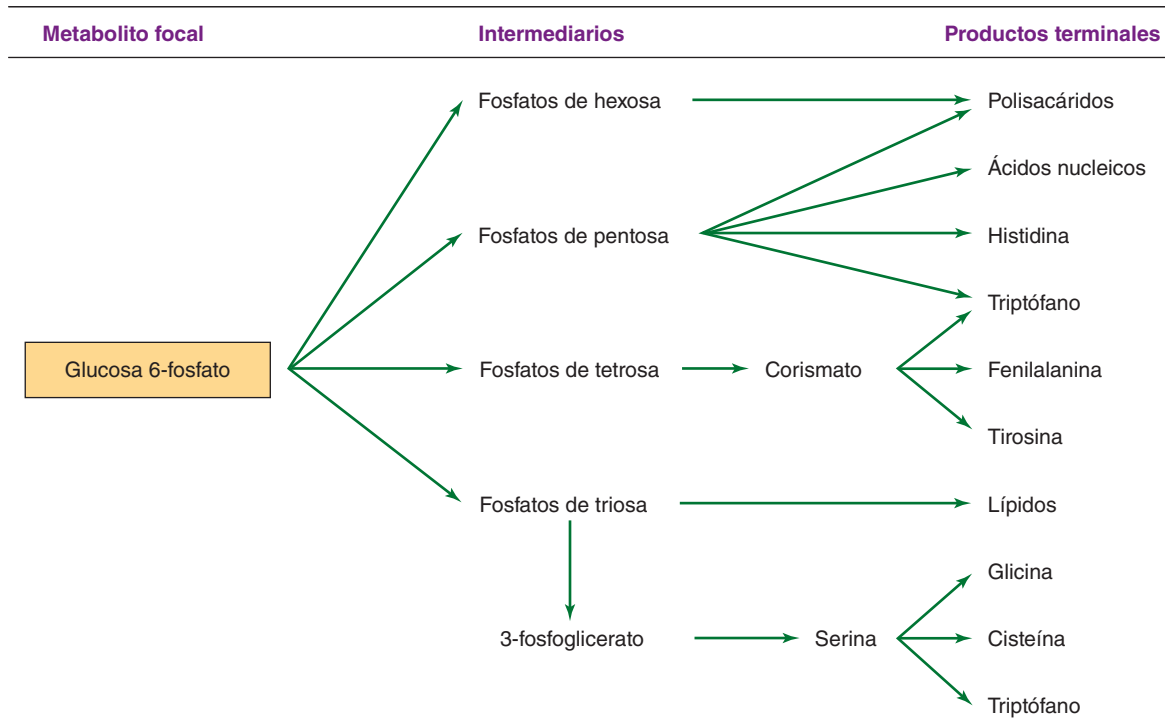 Metabolito focal Intermediarios Productos terminales
Fosfatos de hexosa Polisacáridos
Ácidos nucleicos
Fosfatos de pentosa Histidina
Triptófano
Glucosa 6-fosfato Fosfatos de tetrosa Corismato Fenilalanina
Tirosina
Fosfatos de triosa Lípidos
Glicina
3-fosfoglicerato Serina Cisteína
Triptófano